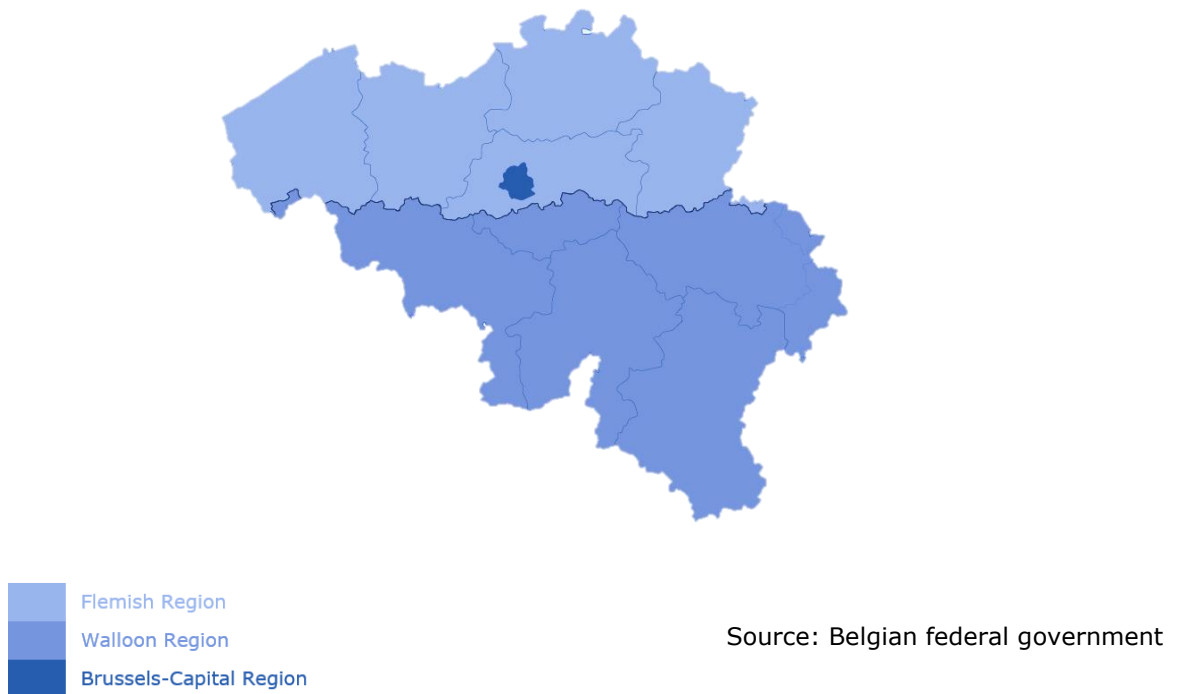 Flemish Region
Walloon Region
Brussels-Capital Region
Source: Belgian federal government